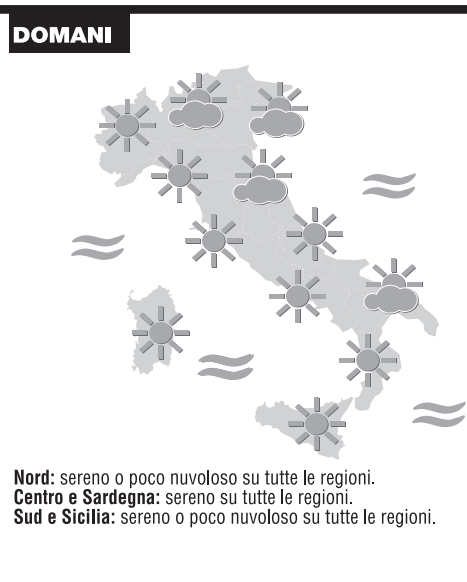 DOMANI
Nord: sereno o poco nuvoloso su tutte le regioni.
Centro e Sardegna: sereno su tutte le regioni.
Sud e Sicilia: sereno o poco nuvoloso su tutte le regioni.